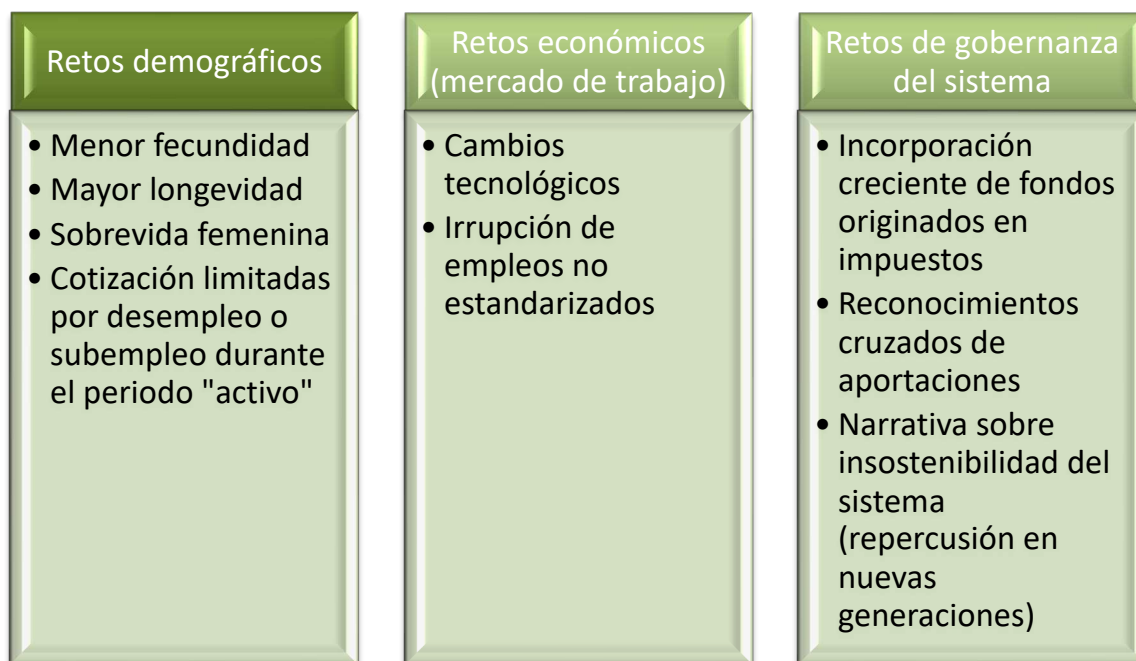 Retos demográficos
• Menor fecundidad
• Mayor longevidad
• Sobrevida femenina
• Cotización limitadas
por desempleo o
subempleo durante
el periodo "activo"
Retos económicos
(mercado de trabajo)
• Cambios
tecnológicos
• Irrupción de
empleos no
estandarizados
Retos de gobernanza
del sistema
• Incorporación
creciente de fondos
originados en
impuestos
• Reconocimientos
cruzados de
aportaciones
• Narrativa sobre
insostenibilidad del
sistema
(repercusión en
nuevas
generaciones)